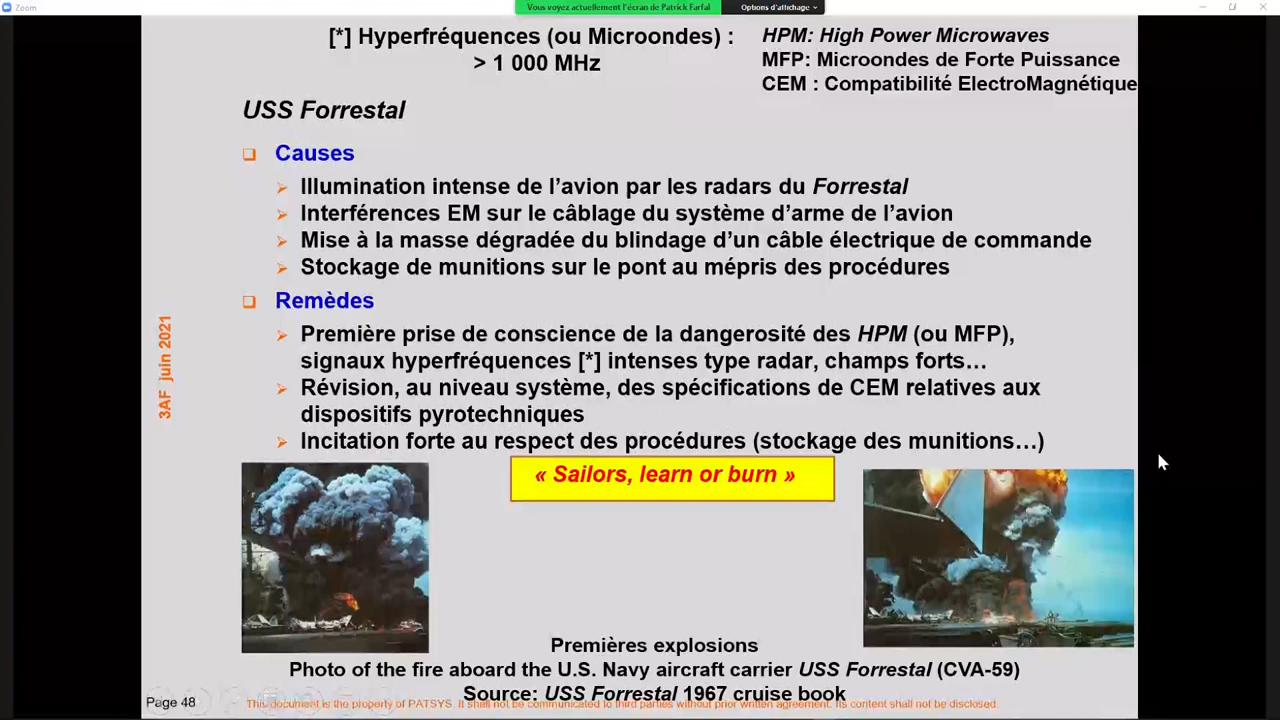 Zoom
Vous voyez actuellement l'écran de Patrick Farfal
Options d'affichage
[*] Hyperfréquences (ou Microondes) :
> 1 000 MHz
HPM: High Power Microwaves
MFP: Microondes de Forte Puissance
CEM : Compatibilité ElectroMagnétique
USS Forrestal
Causes
Illumination intense de l'avion par les radars du Forrestal
Interférences EM sur le câblage du système d'arme de l'avion
Mise à la masse dégradée du blindage d'un câble électrique de commande
Stockage de munitions sur le pont au mépris des procédures
Remèdes
Première prise de conscience de la dangerosité des HPM (ou MFP),
signaux hyperfréquences [*] intenses type radar, champs forts…
Révision, au niveau système, des spécifications de CEM relatives aux
dispositifs pyrotechniques
Incitation forte au respect des procédures (stockage des munitions…)
3AF juin 2021
« Sailors, learn or burn »
Premières explosions
Photo of the fire aboard the U.S. Navy aircraft carrier USS Forrestal (CVA-59)
Source: USS Forrestal 1967 cruise book
Page 48
This document is the property of PATSYS. It shall not be communicated to third parties without prior written agreement. Its content shall not be disclosed.